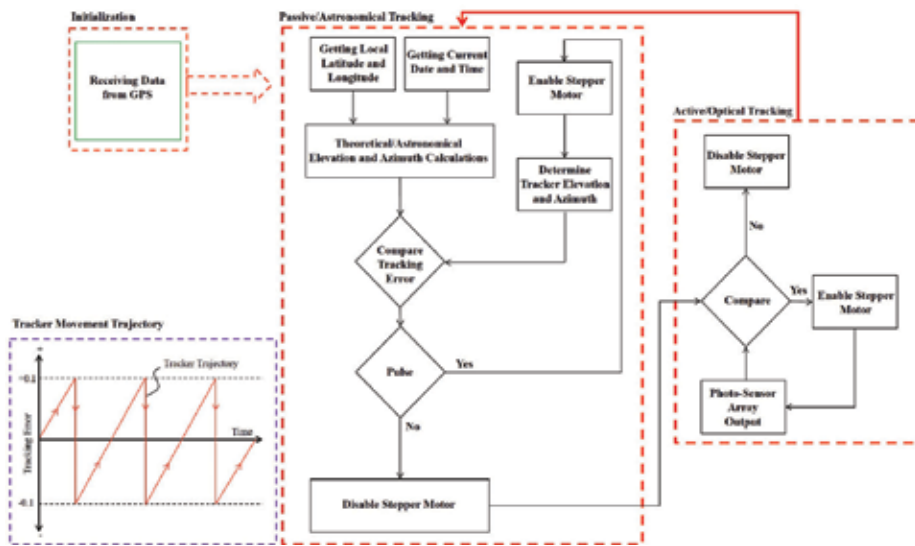 Initialization
Receiving Data
from GPS
Passive/Astronomical Tracking
Getting Local
Latitude and
Longitude
Getting Current
Date and Time
Enable Stepper
Motor
Theoretical/Astronomical
Elevation and Azimuth Calculations
Determine
Tracker Elevation
and Azimuth
Compare
Tracking
Error
Pulse
Yes
No
Disable Stepper Motor
Active/Optical Tracking
Disable Stepper
Motor
No
Compare
Yes
Enable Stepper
Motor
Photo-Sensor
Array
Output
Tracker Movement Trajectory
+
Tracker Trajectory
Time
Tracking Error
-0.1
-